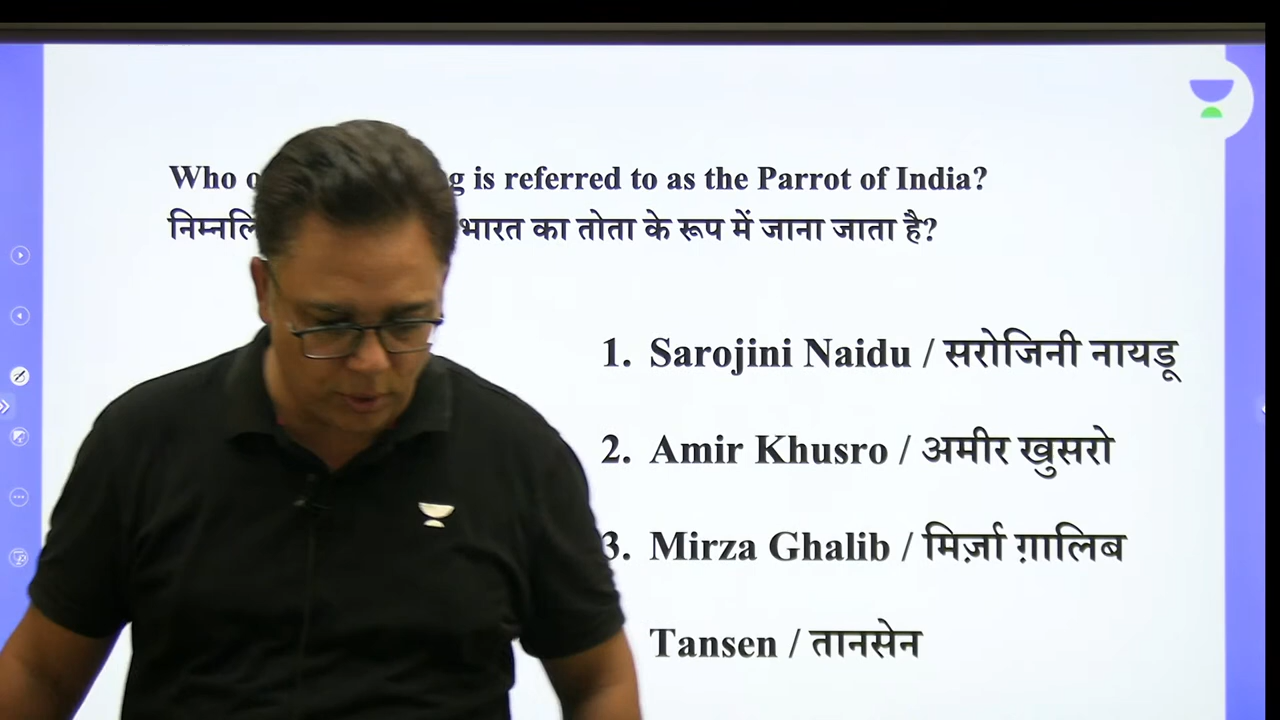 Who is referred to as the Parrot of India?
भारत का तोता के रूप में जाना जाता है?
1. Sarojini Naidu / सरोजिनी नायडू
2. Amir Khusro / अमीर खुसरो
3. Mirza Ghalib / मिर्ज़ा ग़ालिब
Tansen / तानसेन